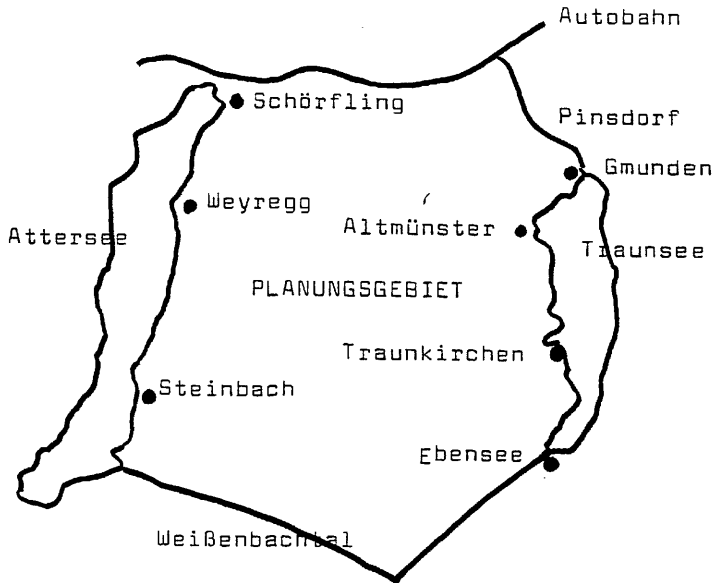 Autobahn
Schörfling
Pinsdorf
Gmunden
Weyregg
Altmünster
Attersee
Traunsee
PLANUNGSGEBIET
Traunkirchen
Steinbach
Ebensee
Weißenbachtal